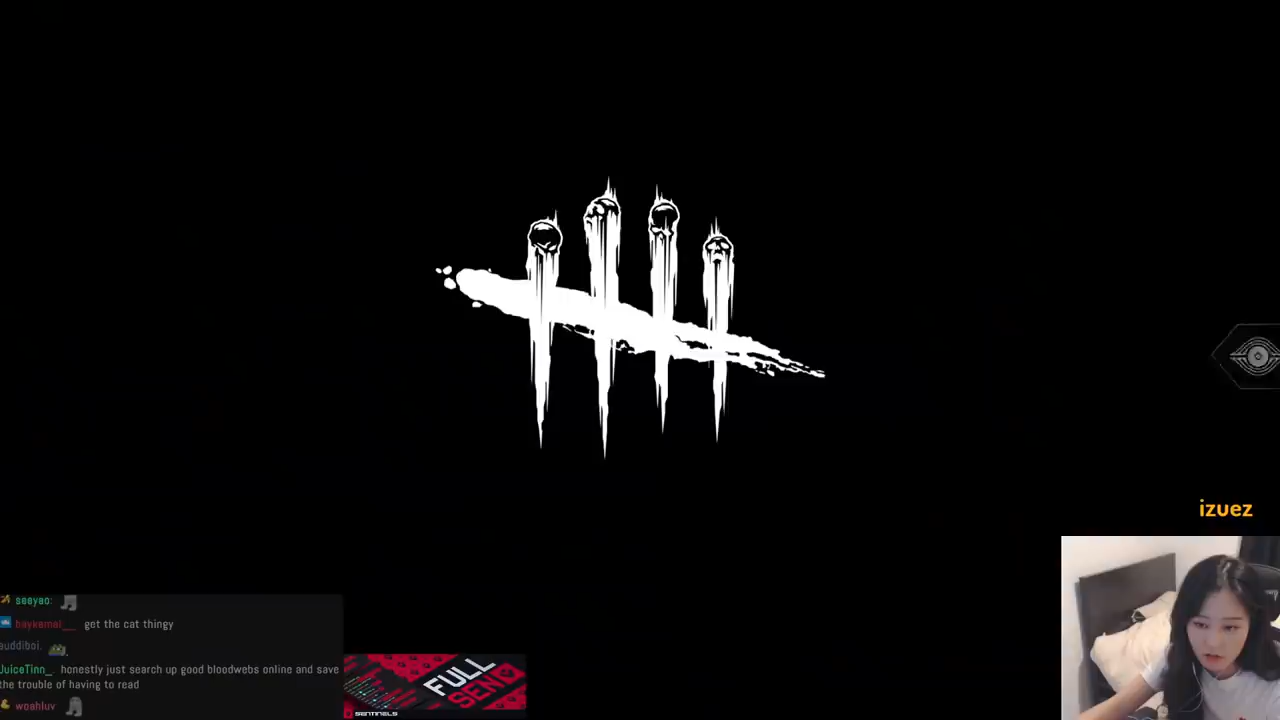 izuez
seeyao:
get the cat thingy
JuiceTinn_ honestly just search up good bloodwebs online and save
the trouble of having to read
woahluv
FULL
SEND
SENTINELS